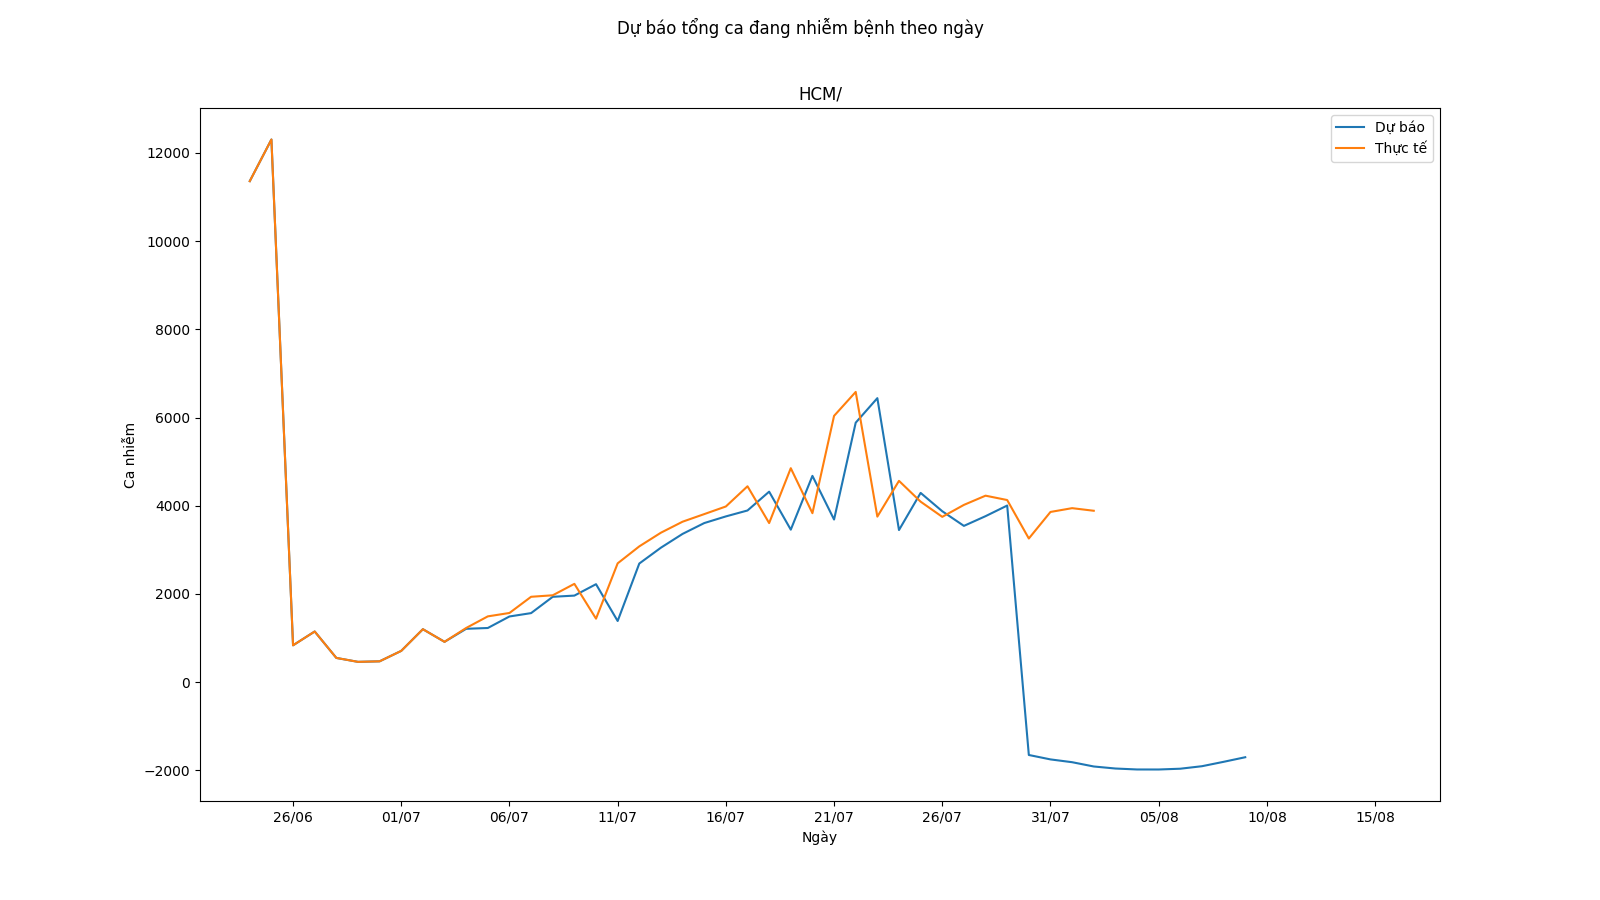 Dự báo tổng ca đang nhiễm bệnh theo ngày
HCM/
Dự báo
Thực tế
12000
10000
8000
6000
4000
2000
0
−2000
Ca nhiễm
26/06 01/07 06/07 11/07 16/07 21/07 26/07 31/07 05/08 10/08 15/08
Ngày